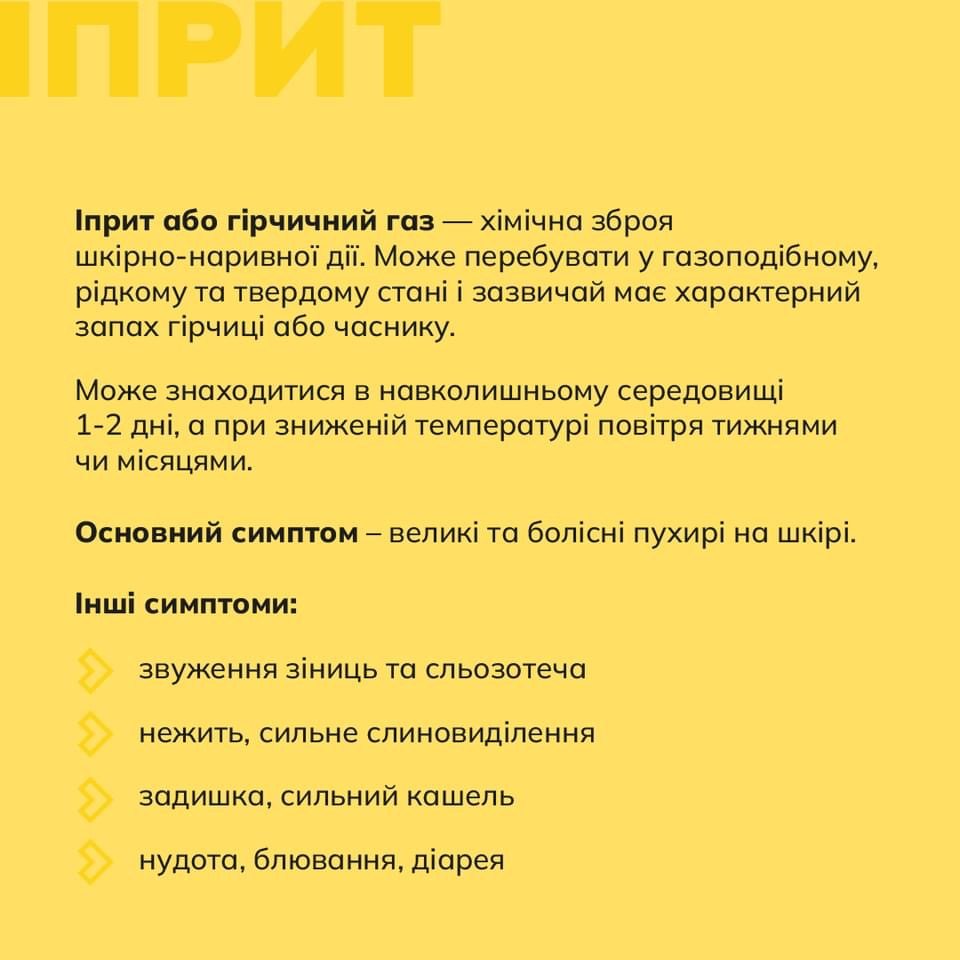 ІПРИТ
Іприт або гірчичний газ — хімічна зброя
шкірно-наривної дії. Може перебувати у газоподібному,
рідкому та твердому стані і зазвичай має характерний
запах гірчиці або часнику.
Може знаходитися в навколишньому середовищі
1-2 дні, а при зниженій температурі повітря тижнями
чи місяцями.
Основний симптом – великі та болісні пухирі на шкірі.
Інші симптоми:
звуження зіниць та сльозотеча
нежить, сильне слиновиділення
задишка, сильний кашель
нудота, блювання, діарея